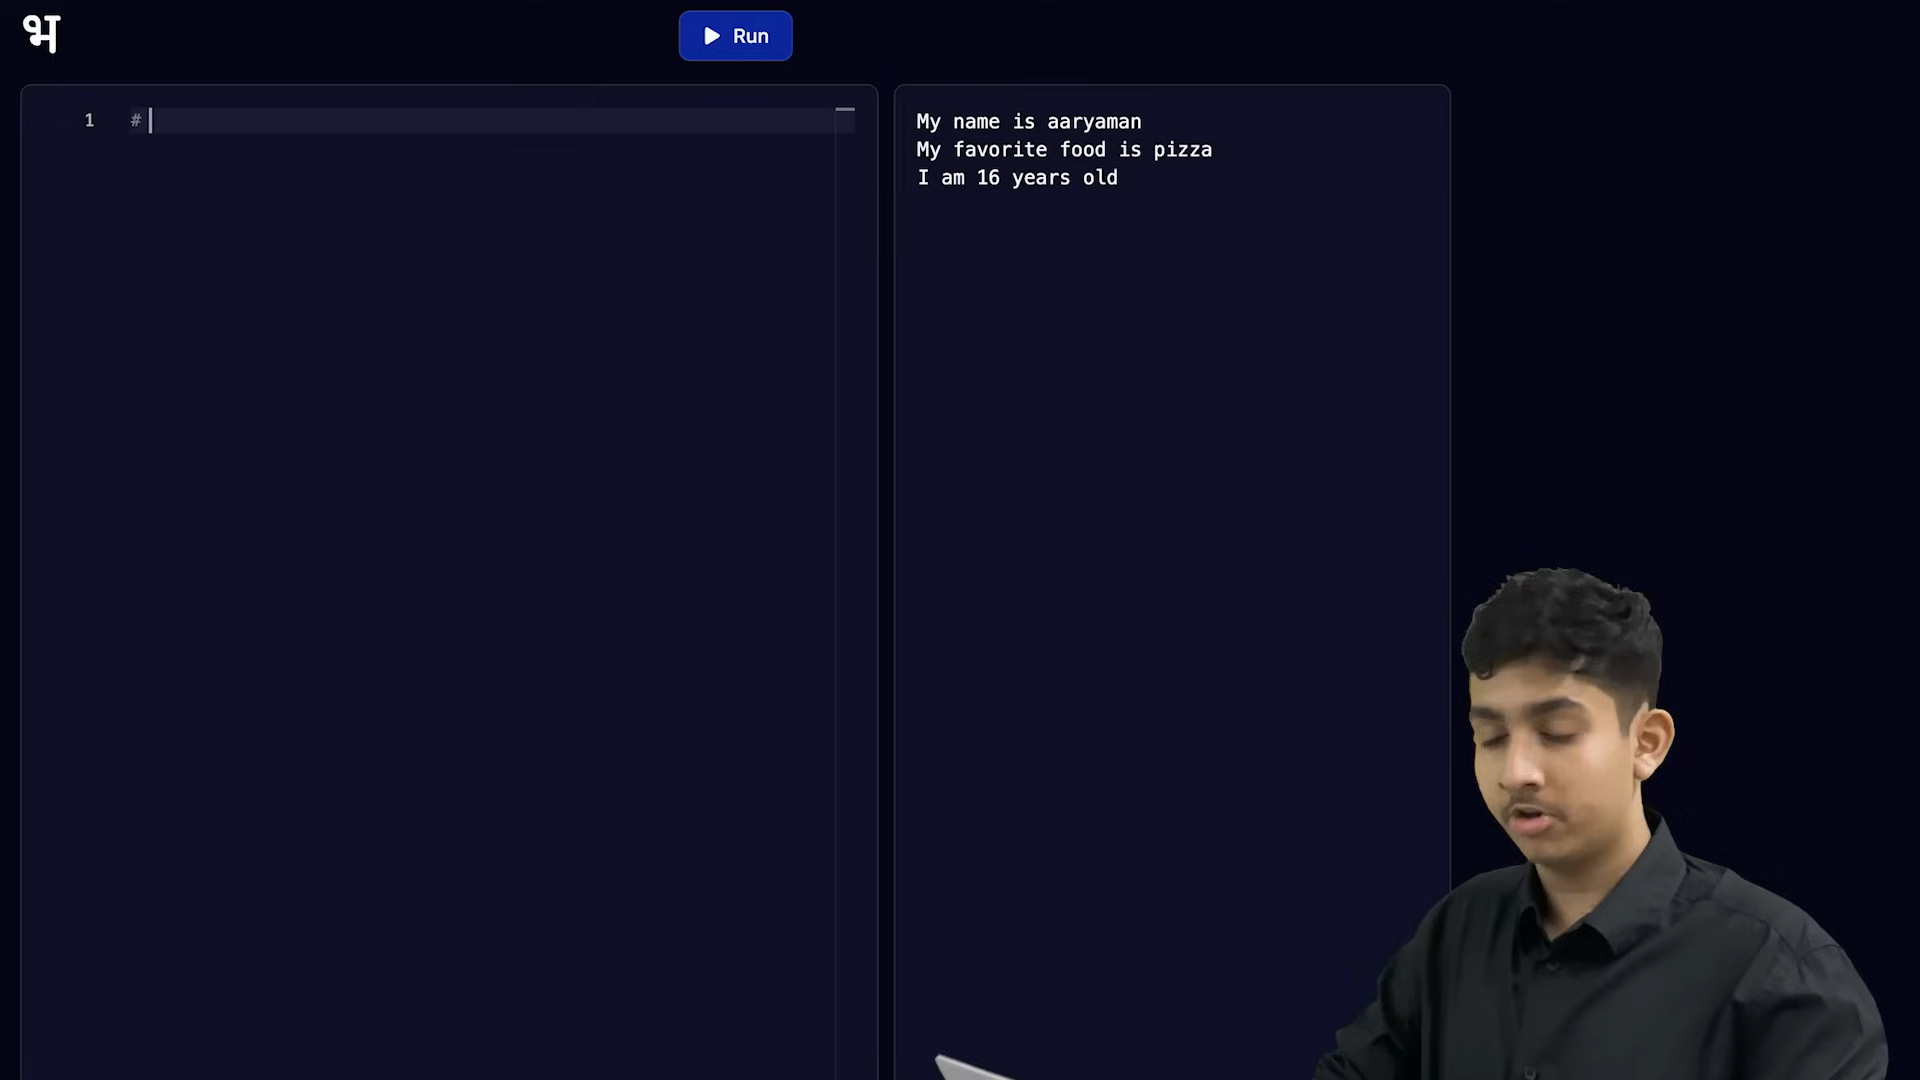 भ
Run
1 #
My name is aaryaman
My favorite food is pizza
I am 16 years old